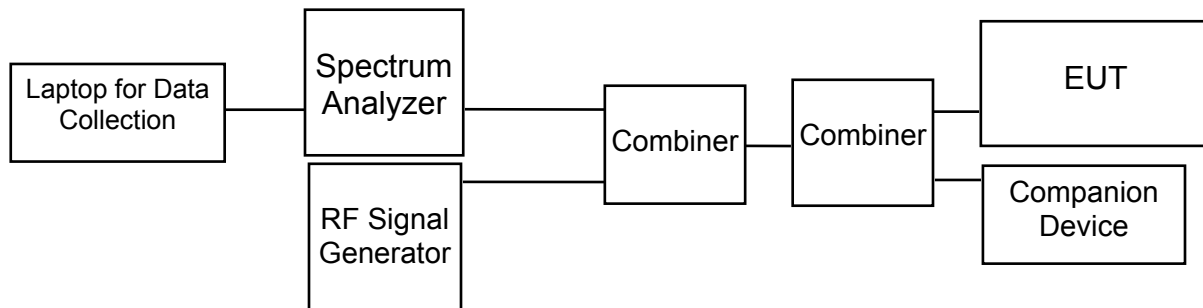 Laptop for Data
Collection
Spectrum
Analyzer
RF Signal
Generator
Combiner
Combiner
EUT
Companion
Device